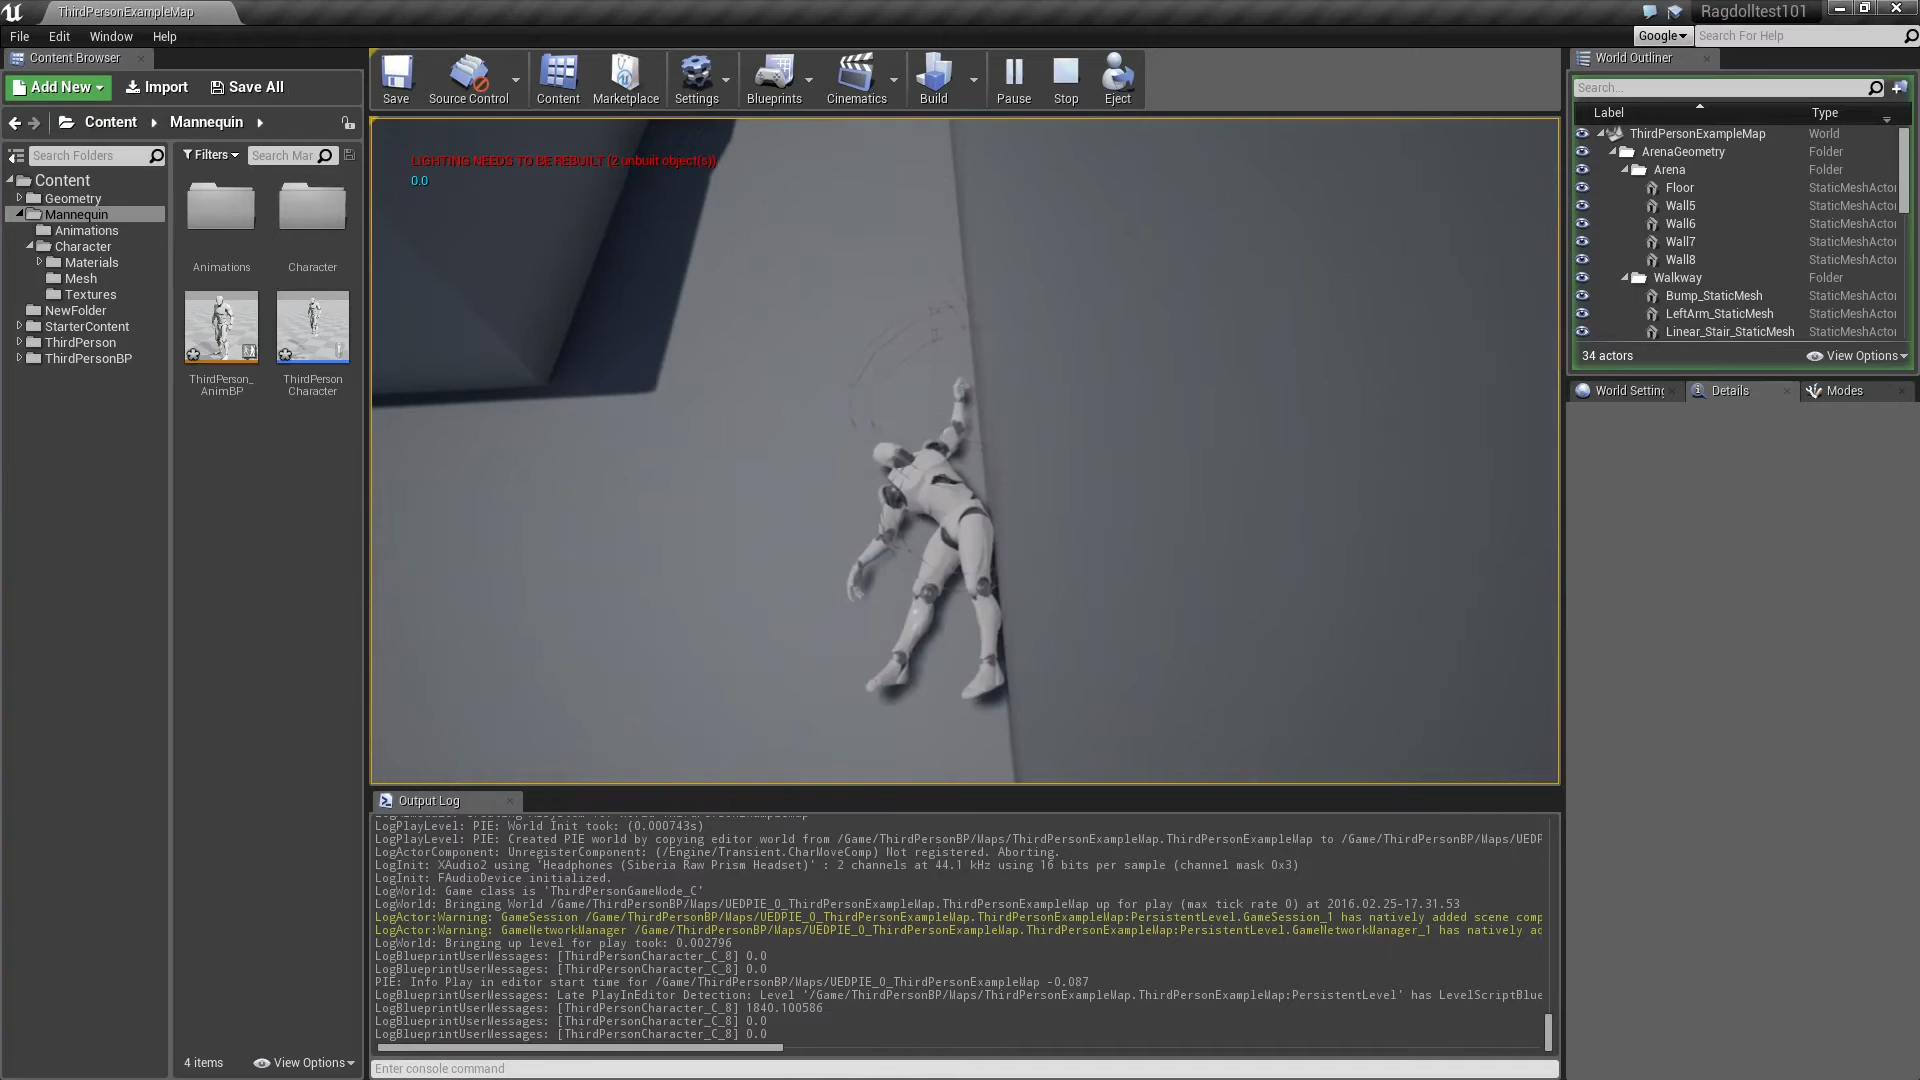 ThirdPersonExampleMap
Ragdolltest101
File Edit Window Help
Google
Search For Help
Content Browser
Add New Import Save All
Content Mannequin
Search Folders
Filters
Search Mar
Content
Geometry
Mannequin
Animations
Character
Materials
Mesh
Textures
NewFolder
StarterContent
ThirdPerson
ThirdPersonBP
Animations
Character
ThirdPerson_
AnimBP
ThirdPerson
Character
4 items
View Options
Save
Source Control
Content
Marketplace
Settings
Blueprints
Cinematics
Build
Pause
Stop
Eject
LIGHTING NEEDS TO BE REBUILT (2 unbuilt object(s))
0.0
Output Log
LogPlayLevel: PIE: World Init took: (0.000743s)
LogPlayLevel: PIE: Created PIE world by copying editor world from /Game/ThirdPersonBP/Maps/ThirdPersonExampleMap.ThirdPersonExampleMap to /Game/ThirdPersonBP/Maps/UEDP
LogActorComponent: UnregisterComponent: (/Engine/Transient.CharMoveComp) Not registered. Aborting.
LogInit: XAudio2 using 'Headphones (Siberia Raw Prism Headset)' : 2 channels at 44.1 kHz using 16 bits per sample (channel mask 0x3)
LogInit: FAudioDevice initialized.
LogWorld: Game class is 'ThirdPersonGameMode_C'
LogWorld: Bringing World /Game/ThirdPersonBP/Maps/UEDPIE_0_ThirdPersonExampleMap.ThirdPersonExampleMap up for play (max tick rate 0) at 2016.02.25-17.31.53
LogActor:Warning: GameSession /Game/ThirdPersonBP/Maps/UEDPIE_0_ThirdPersonExampleMap.ThirdPersonExampleMap:PersistentLevel.GameSession_1 has natively added scene comp
LogActor:Warning: GameNetworkManager /Game/ThirdPersonBP/Maps/UEDPIE_0_ThirdPersonExampleMap.ThirdPersonExampleMap:PersistentLevel.GameNetworkManager_1 has natively ad
LogWorld: Bringing up level for play took: 0.002796
LogBlueprintUserMessages: [ThirdPersonCharacter_C_8] 0.0
LogBlueprintUserMessages: [ThirdPersonCharacter_C_8] 0.0
PIE: Info Play in editor start time for /Game/ThirdPersonBP/Maps/UEDPIE_0_ThirdPersonExampleMap -0.087
LogBlueprintUserMessages: Late PlayInEditor Detection: Level '/Game/ThirdPersonBP/Maps/ThirdPersonExampleMap.ThirdPersonExampleMap:PersistentLevel' has LevelScriptBlue
LogBlueprintUserMessages: [ThirdPersonCharacter_C_8] 1840.100586
LogBlueprintUserMessages: [ThirdPersonCharacter_C_8] 0.0
LogBlueprintUserMessages: [ThirdPersonCharacter_C_8] 0.0
Enter console command
World Outliner
Search...
Label Type
ThirdPersonExampleMap World
ArenaGeometry Folder
Arena Folder
Floor StaticMeshActor
Wall5 StaticMeshActor
Wall6 StaticMeshActor
Wall7 StaticMeshActor
Wall8 StaticMeshActor
Walkway Folder
Bump_StaticMesh StaticMeshActor
LeftArm_StaticMesh StaticMeshActor
Linear_Stair_StaticMesh StaticMeshActor
34 actors
View Options
World Setting Details Modes